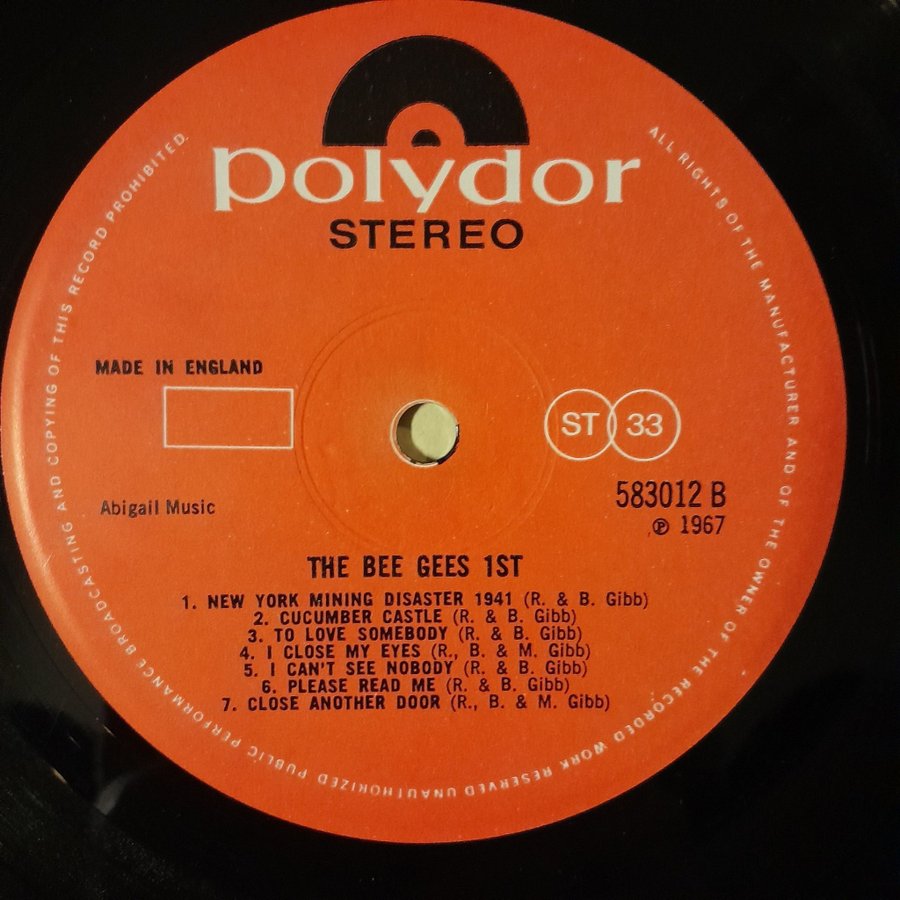 polydor
STEREO
ALL RIGHTS OF THE MANUFACTURER AND OF THE OWNER OF THE RECORDED WORK RESERVED UNAUTHORIZED PUBLIC PERFORMANCE BROADCASTING AND COPYING OF THIS RECORD PROHIBITED.
MADE IN ENGLAND
ST 33
Abigail Music
583012 B
℗ 1967
THE BEE GEES 1ST
1. NEW YORK MINING DISASTER 1941 (R. & B. Gibb)
2. CUCUMBER CASTLE (R. & B. Gibb)
3. TO LOVE SOMEBODY (R. & B. Gibb)
4. I CLOSE MY EYES (R., B. & M. Gibb)
5. I CAN'T SEE NOBODY (R. & B. Gibb)
6. PLEASE READ ME (R. & B. Gibb)
7. CLOSE ANOTHER DOOR (R., B. & M. Gibb)